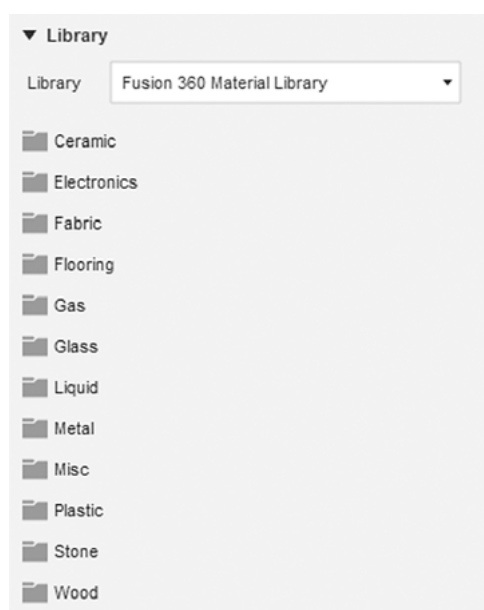 Library
Library Fusion 360 Material Library
Ceramic
Electronics
Fabric
Flooring
Gas
Glass
Liquid
Metal
Misc
Plastic
Stone
Wood